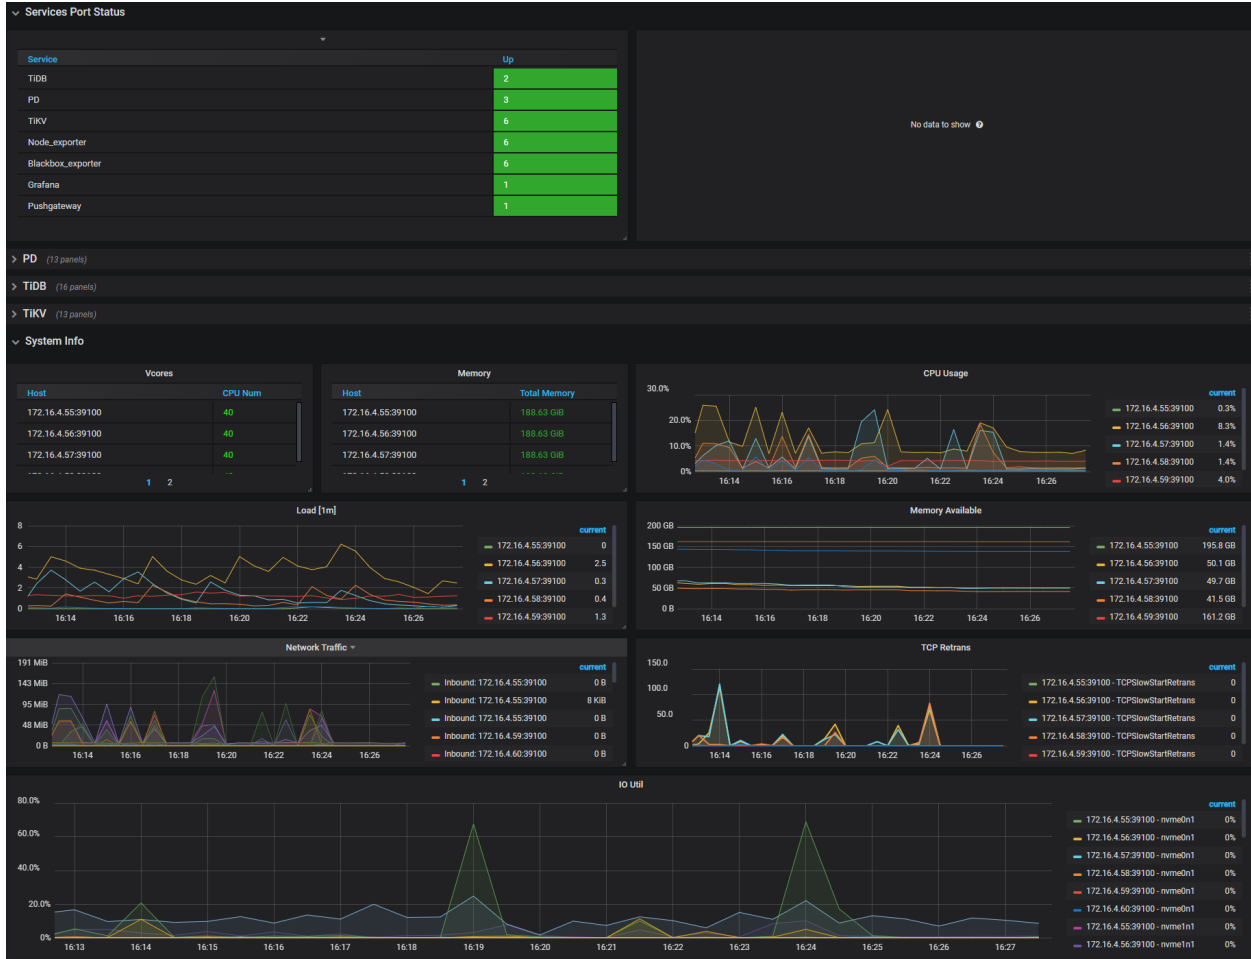 Services Port Status
Service Up
TiDB 2
PD 3
TiKV 6
Node_exporter 6
Blackbox_exporter 6
Grafana 1
Pushgateway 1
No data to show
PD (13 panels)
TiDB (16 panels)
TiKV (13 panels)
System Info
Vcores
Host CPU Num
172.16.4.55:39100 40
172.16.4.56:39100 40
172.16.4.57:39100 40
1 2
Memory
Host Total Memory
172.16.4.55:39100 188.63 GiB
172.16.4.56:39100 188.63 GiB
172.16.4.57:39100 188.63 GiB
1 2
CPU Usage
30.0%
20.0%
10.0%
0%
16:14 16:16 16:18 16:20 16:22 16:24 16:26
current
172.16.4.55:39100 0.3%
172.16.4.56:39100 8.3%
172.16.4.57:39100 1.4%
172.16.4.58:39100 1.4%
172.16.4.59:39100 4.0%
Load [1m]
8
6
4
2
0
16:14 16:16 16:18 16:20 16:22 16:24 16:26
current
172.16.4.55:39100 0
172.16.4.56:39100 2.5
172.16.4.57:39100 0.3
172.16.4.58:39100 0.4
172.16.4.59:39100 1.3
Memory Available
200 GB
150 GB
100 GB
50 GB
0 B
16:14 16:16 16:18 16:20 16:22 16:24 16:26
current
172.16.4.55:39100 195.8 GB
172.16.4.56:39100 50.1 GB
172.16.4.57:39100 49.7 GB
172.16.4.58:39100 41.5 GB
172.16.4.59:39100 161.2 GB
Network Traffic
191 MiB
143 MiB
95 MiB
48 MiB
0 B
16:14 16:16 16:18 16:20 16:22 16:24 16:26
current
Inbound: 172.16.4.55:39100 0 B
Inbound: 172.16.4.55:39100 8 KiB
Inbound: 172.16.4.55:39100 0 B
Inbound: 172.16.4.59:39100 0 B
Inbound: 172.16.4.60:39100 0 B
TCP Retrans
150.0
100.0
50.0
0
16:14 16:16 16:18 16:20 16:22 16:24 16:26
current
172.16.4.55:39100 - TCPSlowStartRetrans 0
172.16.4.56:39100 - TCPSlowStartRetrans 0
172.16.4.57:39100 - TCPSlowStartRetrans 0
172.16.4.58:39100 - TCPSlowStartRetrans 0
172.16.4.59:39100 - TCPSlowStartRetrans 0
IO Util
80.0%
60.0%
40.0%
20.0%
0%
16:13 16:14 16:15 16:16 16:17 16:18 16:19 16:20 16:21 16:22 16:23 16:24 16:25 16:26 16:27
current
172.16.4.55:39100 - nvme0n1 0%
172.16.4.56:39100 - nvme0n1 0%
172.16.4.57:39100 - nvme0n1 0%
172.16.4.58:39100 - nvme0n1 0%
172.16.4.59:39100 - nvme0n1 0%
172.16.4.60:39100 - nvme0n1 0%
172.16.4.55:39100 - nvme1n1 0%
172.16.4.56:39100 - nvme1n1 0%